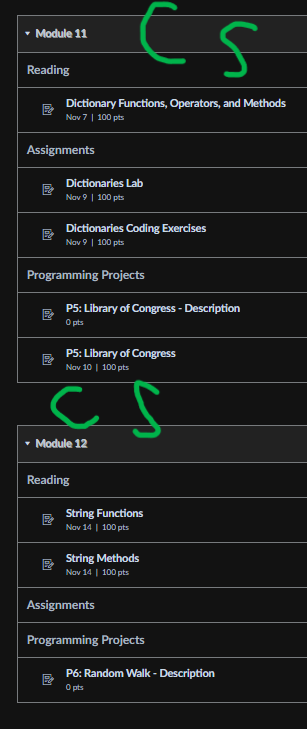 C S
Module 11
Reading
Dictionary Functions, Operators, and Methods
Nov 7 | 100 pts
Assignments
Dictionaries Lab
Nov 9 | 100 pts
Dictionaries Coding Exercises
Nov 9 | 100 pts
Programming Projects
P5: Library of Congress - Description
0 pts
P5: Library of Congress
Nov 10 | 100 pts
C S
Module 12
Reading
String Functions
Nov 14 | 100 pts
String Methods
Nov 14 | 100 pts
Assignments
Programming Projects
P6: Random Walk - Description
0 pts